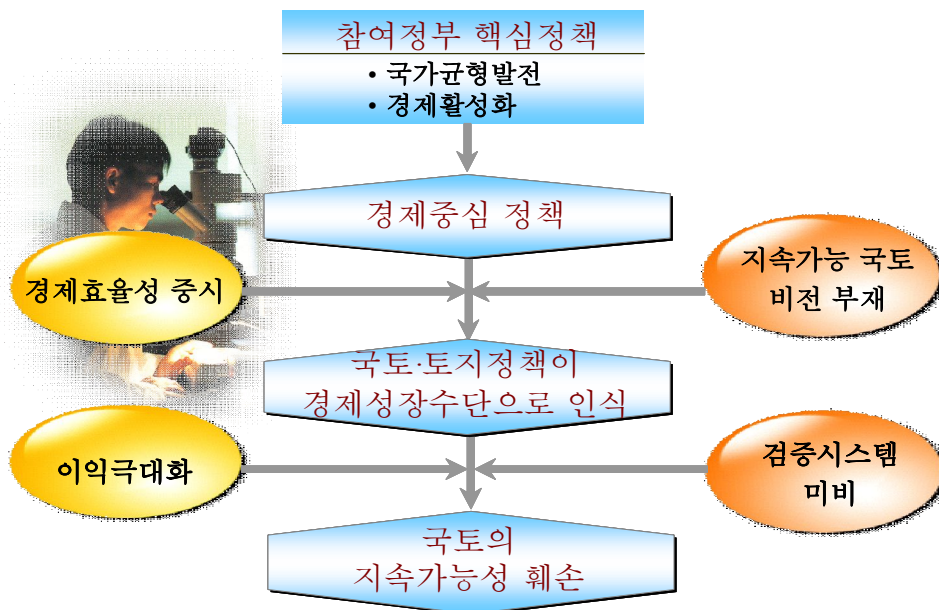 참여정부 핵심정책
• 국가균형발전
• 경제활성화
경제중심 정책
경제효율성 중시
지속가능 국토
비전 부재
국토·토지정책이
경제성장수단으로 인식
이익극대화
검증시스템
미비
국토의
지속가능성 훼손